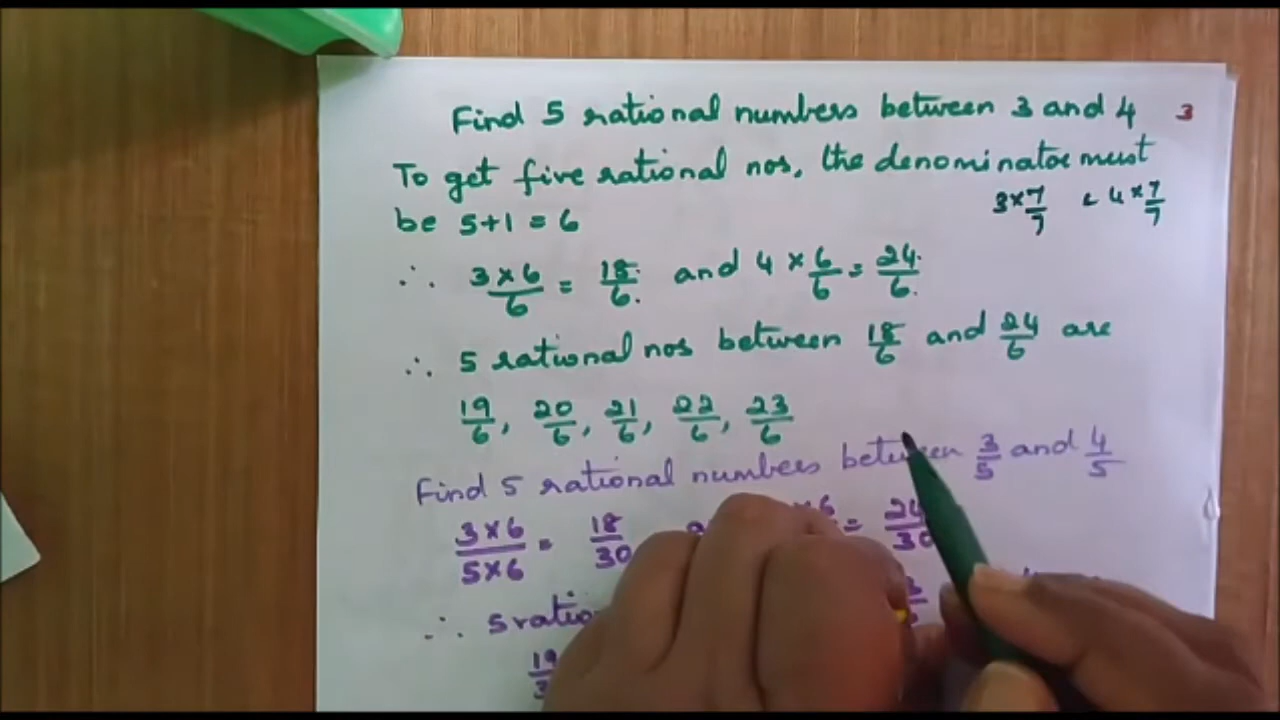 Find 5 rational numbers between 3 and 4 3
To get five rational nos, the denominator must
be 5+1 = 6 3×7/7 & 4×7/7
∴ 3×6/6 = 18/6 and 4×6/6 = 24/6
∴ 5 rational nos between 18/6 and 24/6 are
19/6, 20/6, 21/6, 22/6, 23/6
Find 5 rational numbers between 3/5 and 4/5
3×6/5×6 = 18/30 ×6 = 24/30
∴ 5 ratio
19